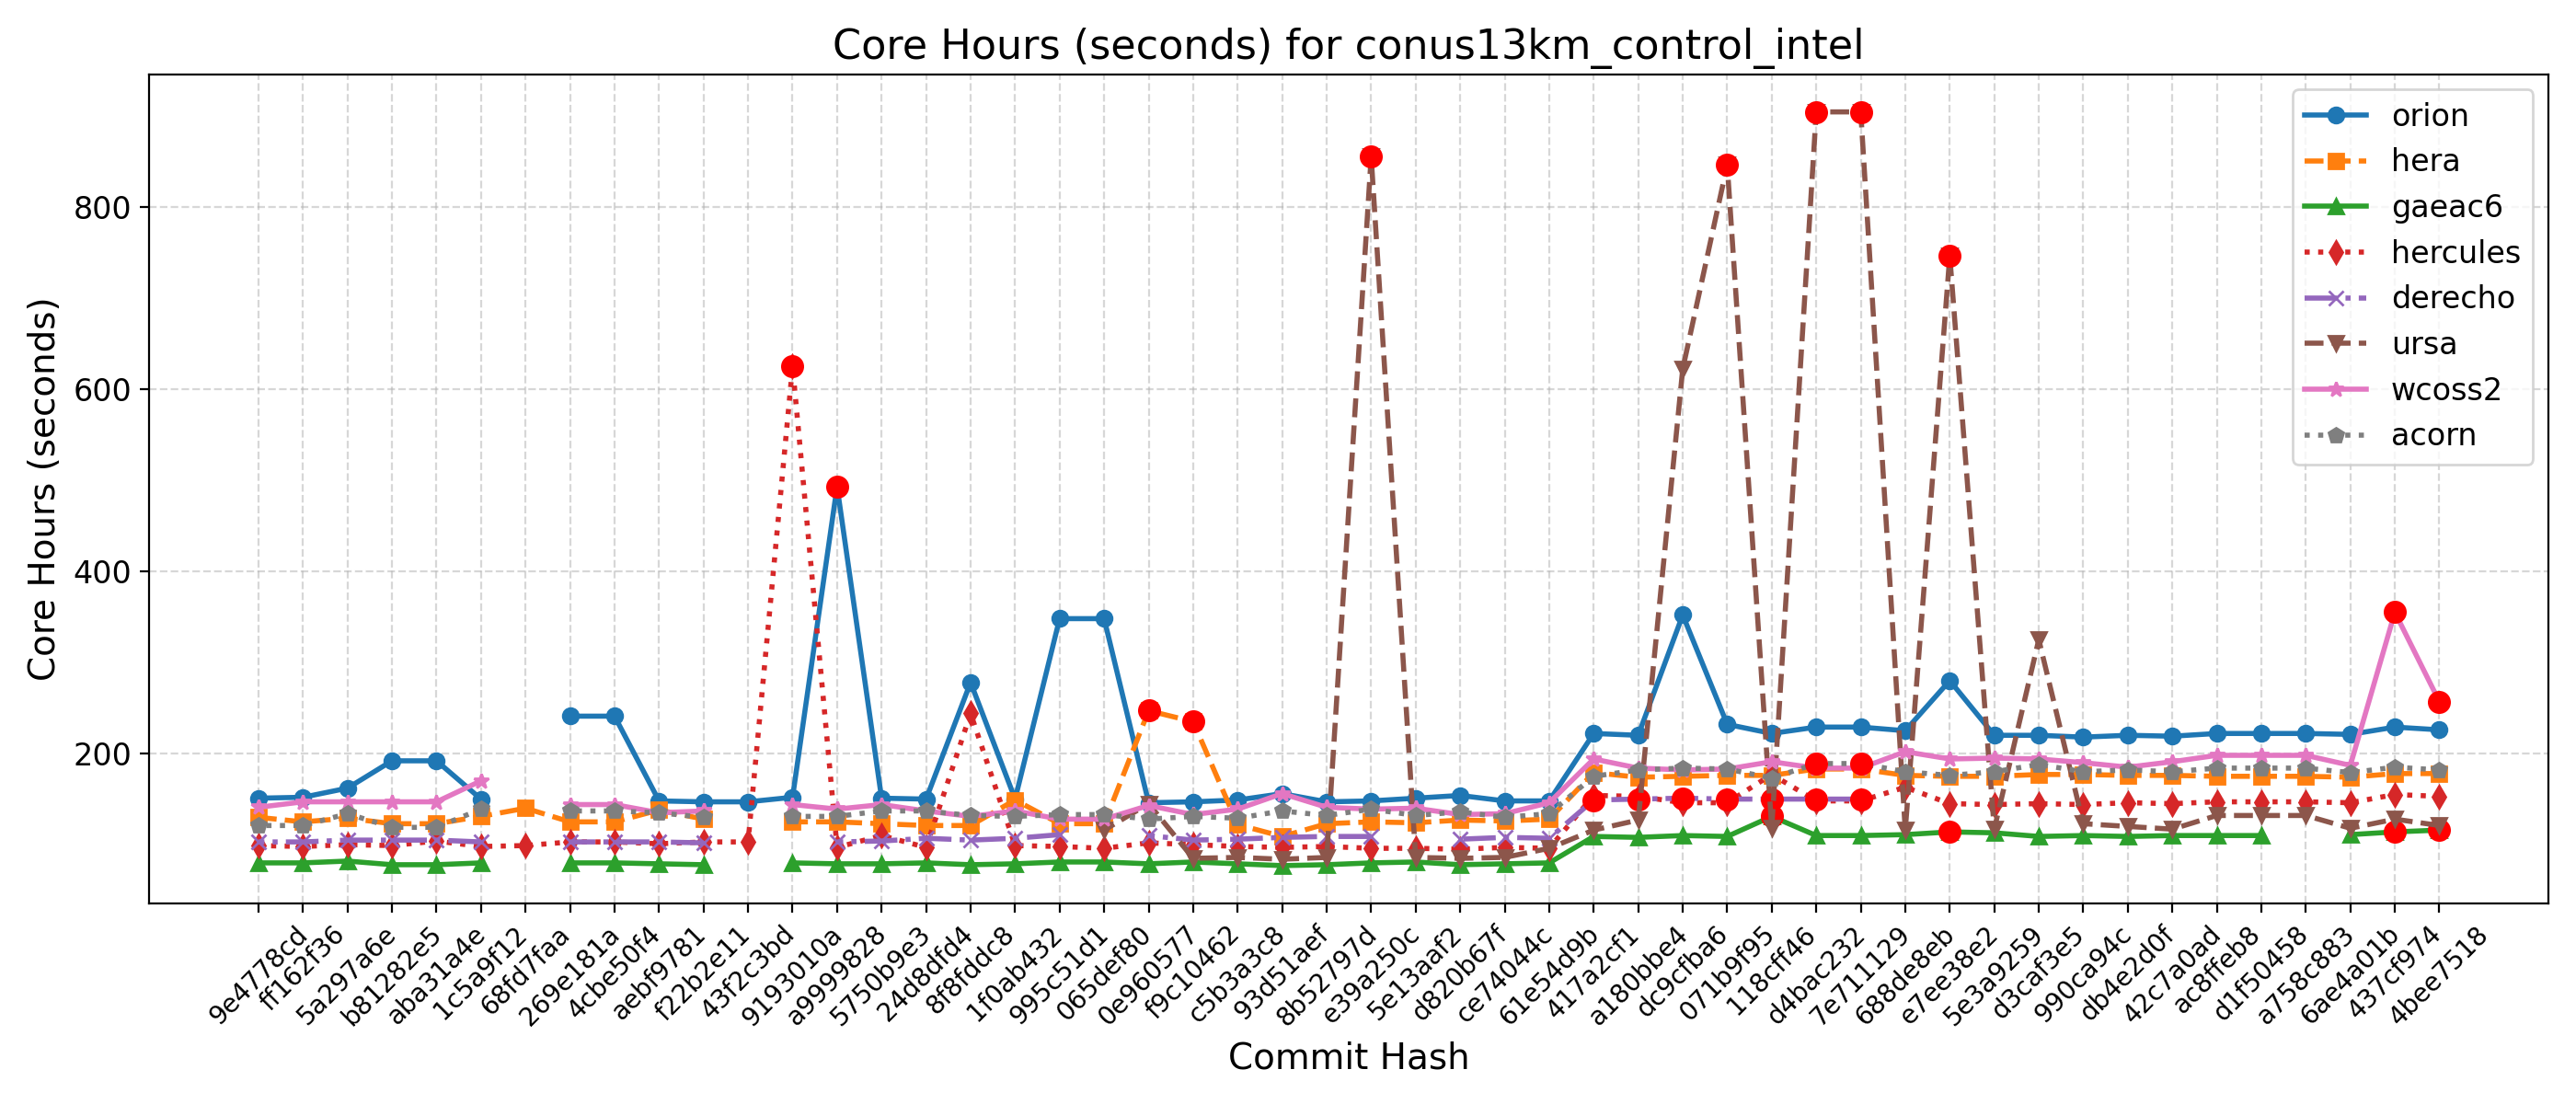 Core Hours (seconds) for conus13km_control_intel
Core Hours (seconds)
800
600
400
200
orion
hera
gaeac6
hercules
derecho
ursa
wcoss2
acorn
9e4778cd
ff162f36
5a297a6e
b81282e5
aba31a4e
1c5a9f12
68fd7faa
269e181a
4cbe50f4
aebf9781
f22b2e11
43f2c3bd
9193010a
a9999828
5750b9e3
24d8dfd4
8f8fddc8
1f0ab432
995c51d1
065def80
0e960577
f9c10462
c5b3a3c8
93d51aef
8b52797d
e39a250c
5e13aaf2
d820b67f
ce74044c
61e54d9b
417a2cf1
a180bbe4
dc9cfba6
071b9f95
118cff46
d4bac232
7e711129
688de8eb
e7ee38e2
5e3a9259
d3caf3e5
990ca94c
db4e2d0f
42c7a0ad
ac8ffeb8
d1f50458
a758c883
6ae4a01b
437cf974
4bee7518
Commit Hash